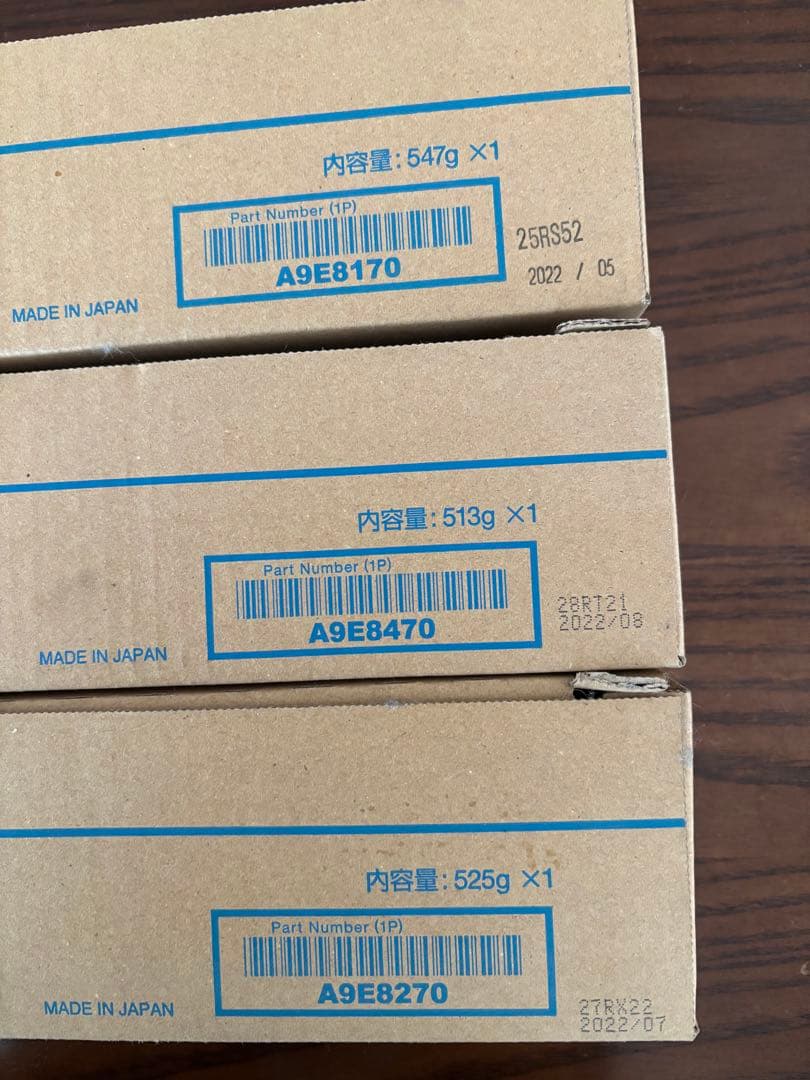 内容量: 547g ×1
Part Number (1P)
A9E8170
25RS52
2022 / 05
MADE IN JAPAN
内容量: 513g ×1
Part Number (1P)
A9E8470
28RT21
2022/08
MADE IN JAPAN
内容量: 525g ×1
Part Number (1P)
A9E8270
27RX22
2022/07
MADE IN JAPAN